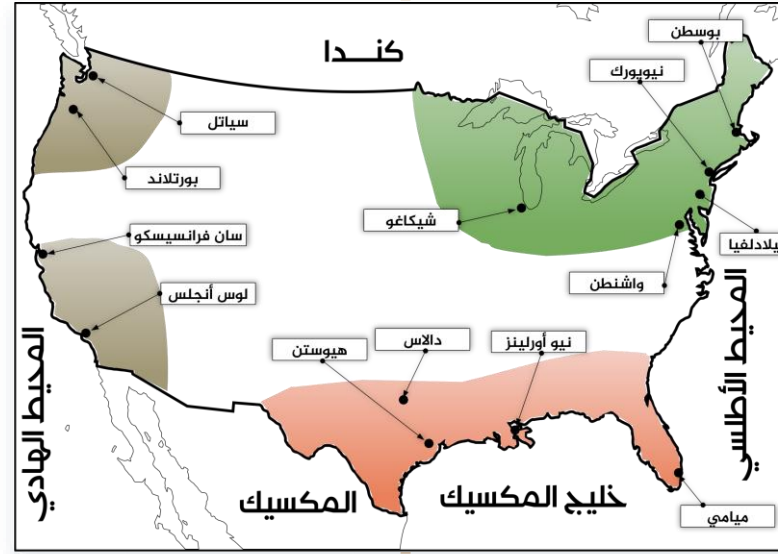 بوسطن
كنـــدا
نيويورك
سياتل
بورتلاند
شيكاغو
سان فرانسيسكو
يلادلفيا
واشنطن
لوس أنجلس
نيو أورلينز
دالاس
هيوستن
المحيط الأطلسي
المحيط الهادي
خليج المكسيك
المكسيك
ميامي